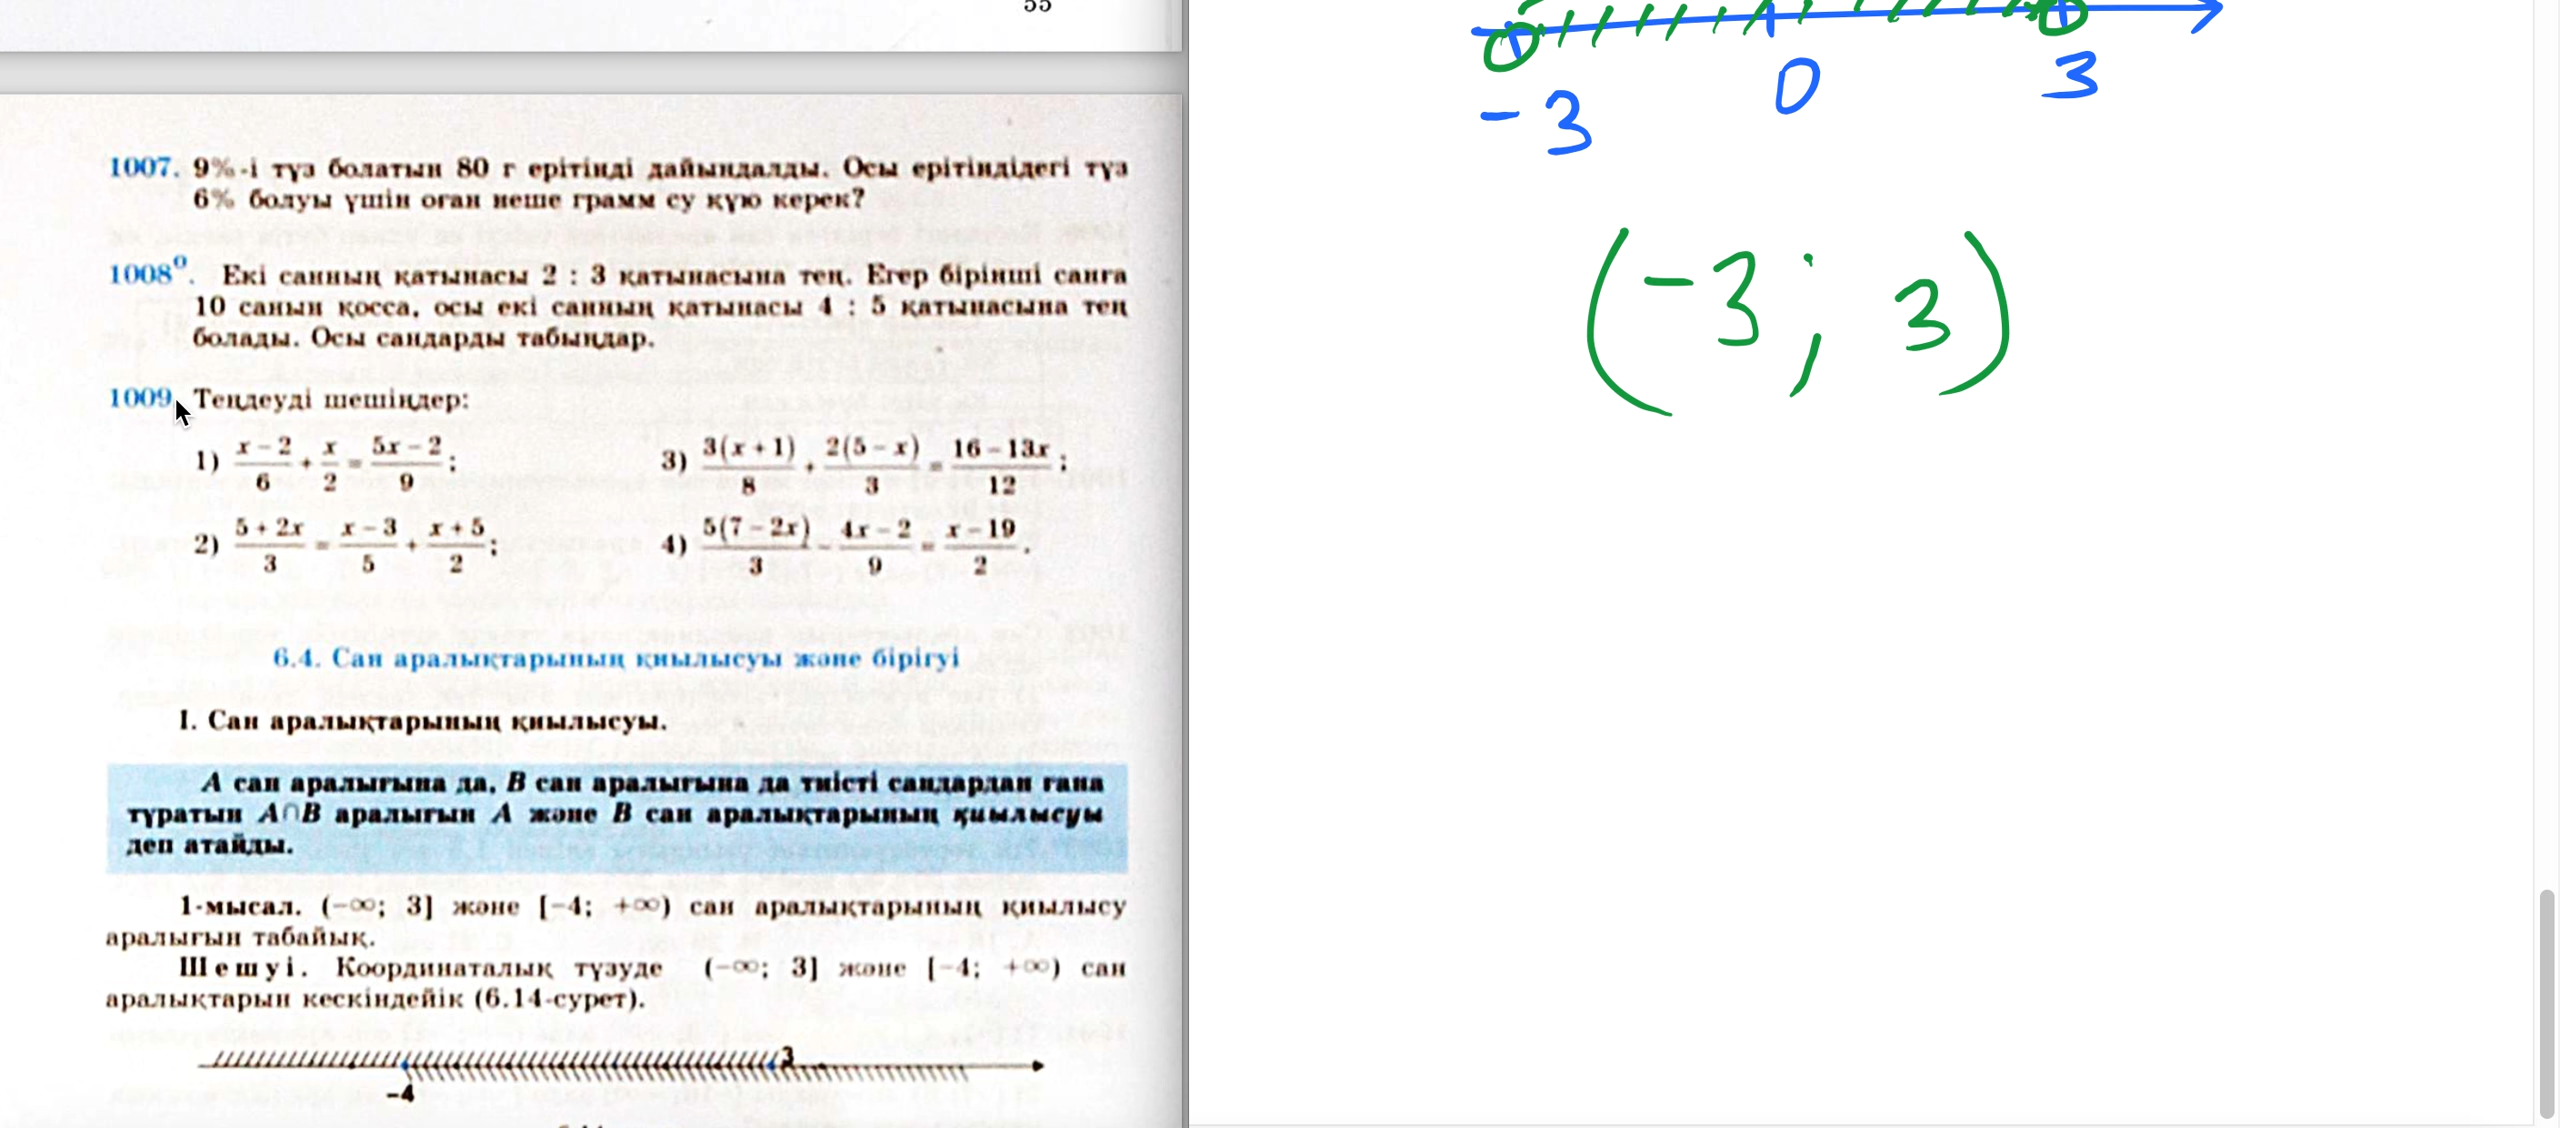 55
1007. 9%-і тұз болатын 80 г ерітінді дайындалды. Осы ерітіндідегі тұз
6% болуы үшін оған неше грамм су құю керек?
1008⁰. Екі санның қатынасы 2 : 3 қатынасына тең. Егер бірінші санға
10 санын қосса, осы екі санның қатынасы 4 : 5 қатынасына тең
болады. Осы сандарды табыңдар.
1009. Теңдеуді шешіңдер:
1) (x − 2)/6 + x/2 = (5x − 2)/9;
3) 3(x + 1)/8 + 2(5 − x)/3 = (16 − 13x)/12;
2) (5 + 2x)/3 = (x − 3)/5 + (x + 5)/2;
4) 5(7 − 2x)/3 − (4x − 2)/9 = (x − 19)/2.
6.4. Сан аралықтарының қиылысуы және бірігуі
I. Сан аралықтарының қиылысуы.
A сан аралығына да, B сан аралығына да тиісті сандардан ғана
тұратын A∩B аралығын A және B сан аралықтарының қиылысуы
деп атайды.
1-мысал. (−∞; 3] және [−4; +∞) сан аралықтарының қиылысу
аралығын табайық.
Шешуі. Координаталық түзуде (−∞; 3] және [−4; +∞) сан
аралықтарын кескіндейік (6.14-сурет).
3
−4
−3 0 3
(−3; 3)